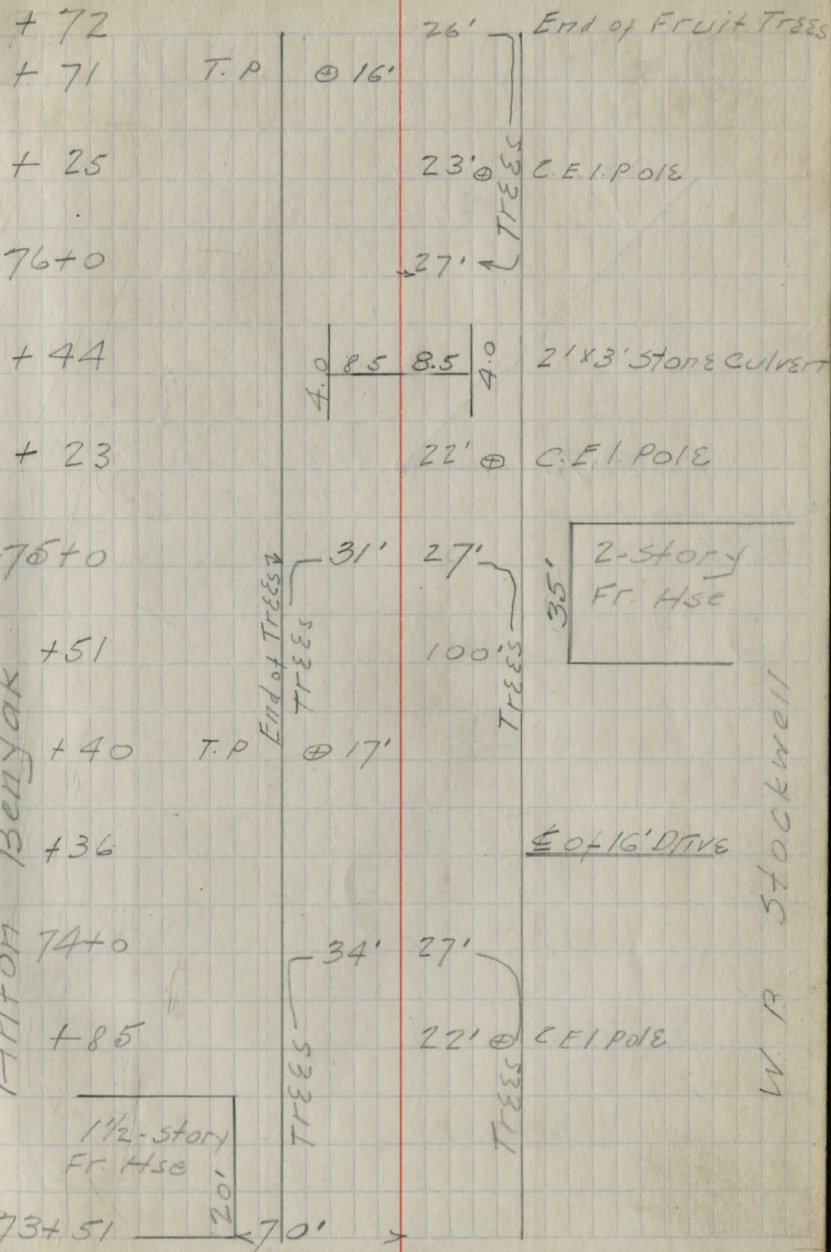 + 72 26' End of Fruit Trees
+ 71 T.P. ⊕ 16'
Trees
+ 25 23' ⊕ C.E.I. Pole
76+0 27'
+ 44 4.0 8.5 8.5 4.0 2'x3' Stone Culvert
+ 23 22' ⊕ C.E.I. Pole
75+0 31' 27' 2-Story
Fr. Hse
35'
End of Trees
Trees
+51 100'
Trees
+40 T.P ⊕ 17'
+36 ℄ of 16' Drive
Anton Benyak
W. R. Stockwell
74+0 34' 27'
+85 22' ⊕ C.E.I Pole
Trees
Trees
1½-Story
Fr. Hse
20'
73+51 70'